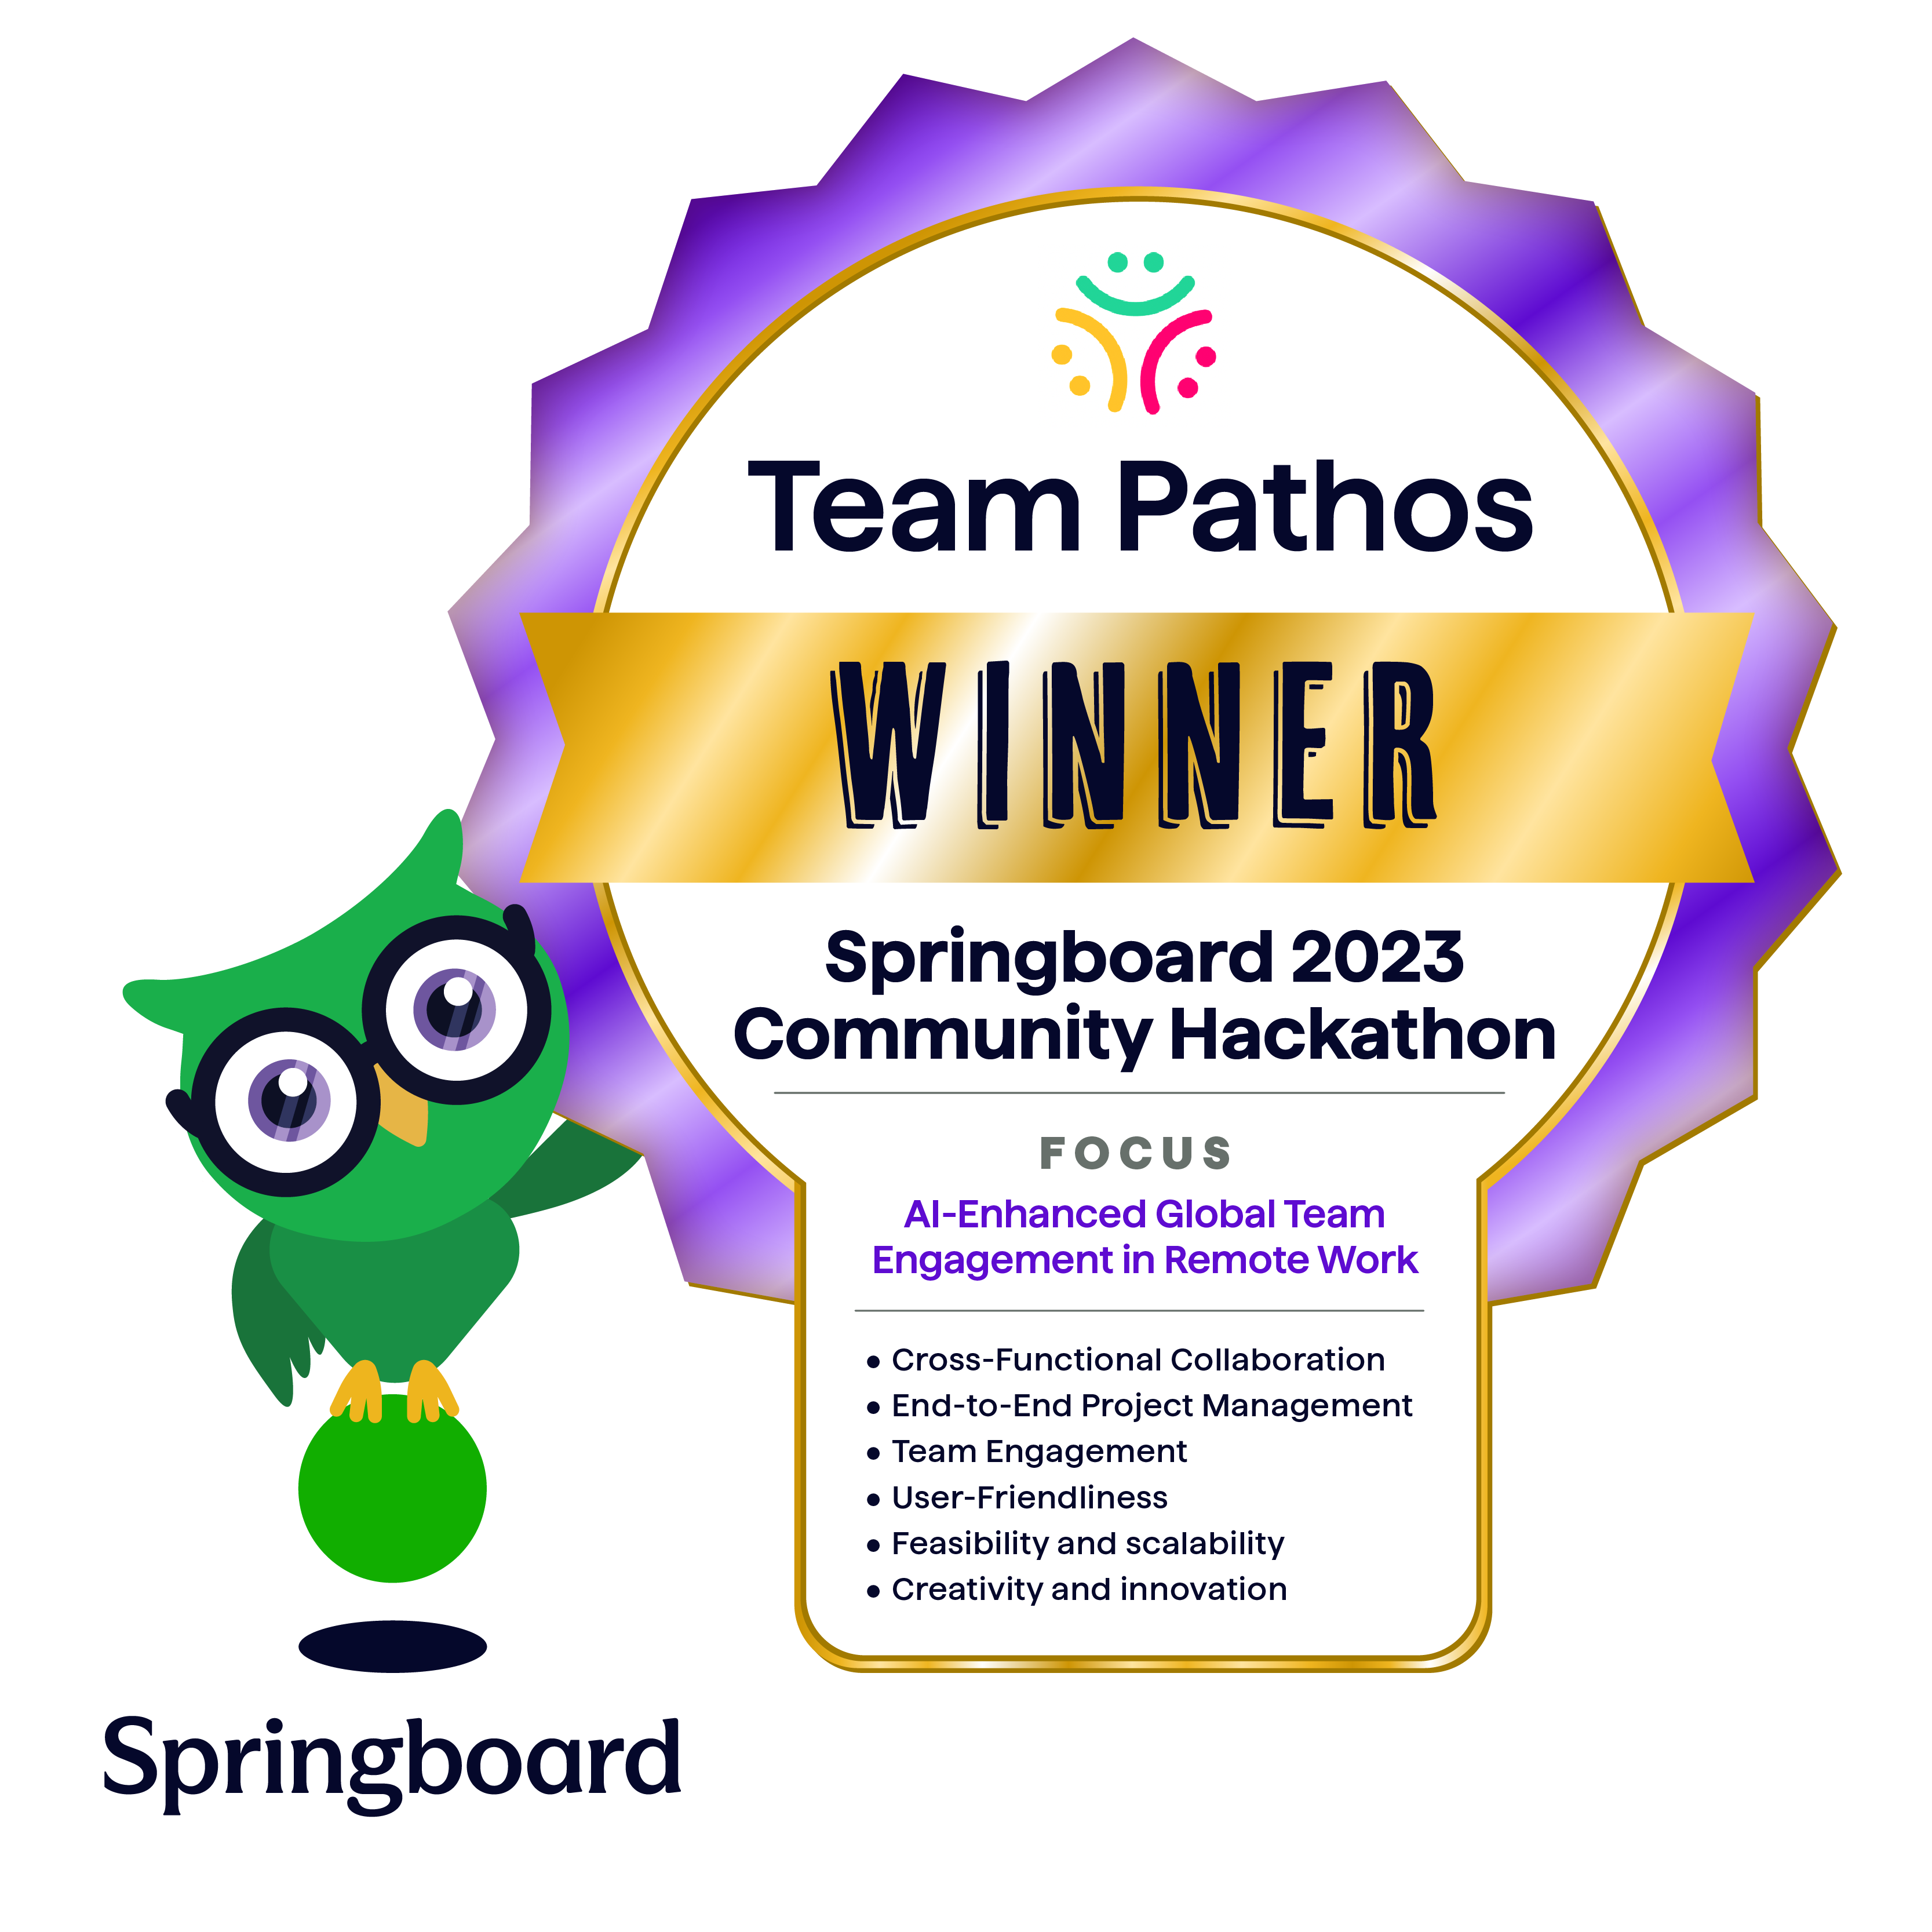 Team Pathos
WINNER
Springboard 2023
Community Hackathon
FOCUS
AI-Enhanced Global Team
Engagement in Remote Work
• Cross-Functional Collaboration
• End-to-End Project Management
• Team Engagement
• User-Friendliness
• Feasibility and scalability
• Creativity and innovation
Springboard